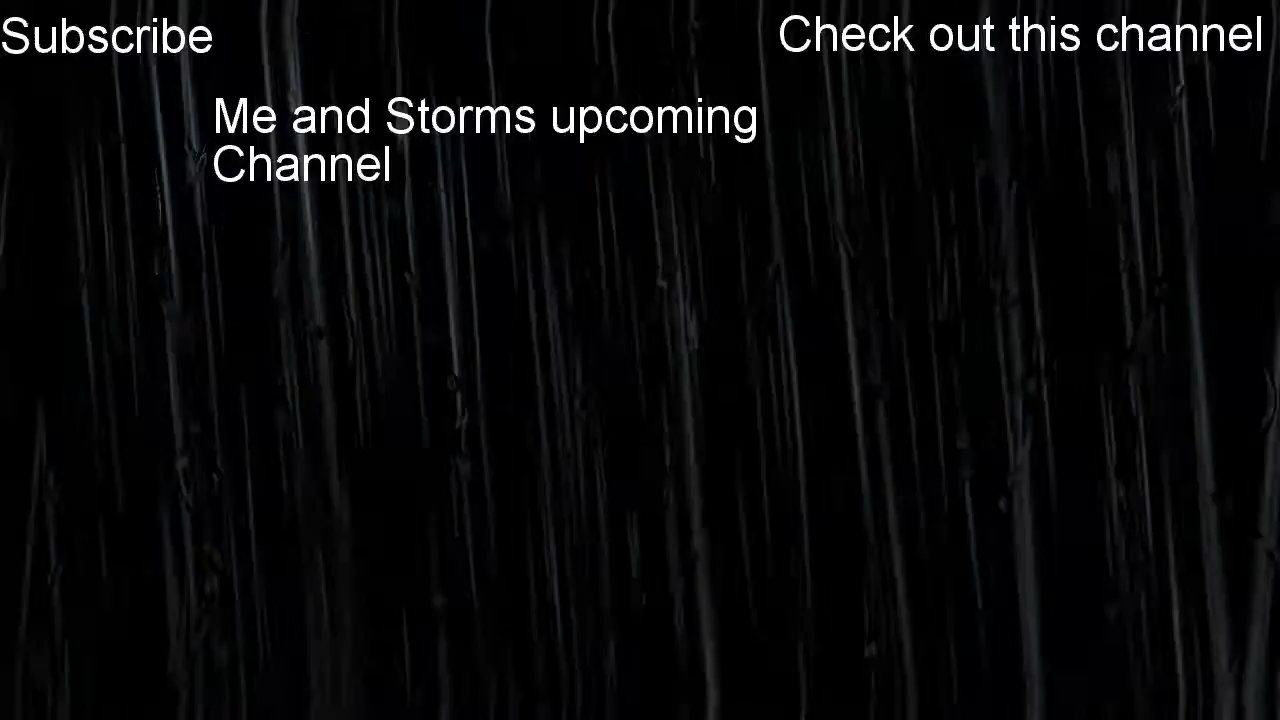 Subscribe
Check out this channel
Me and Storms upcoming
Channel